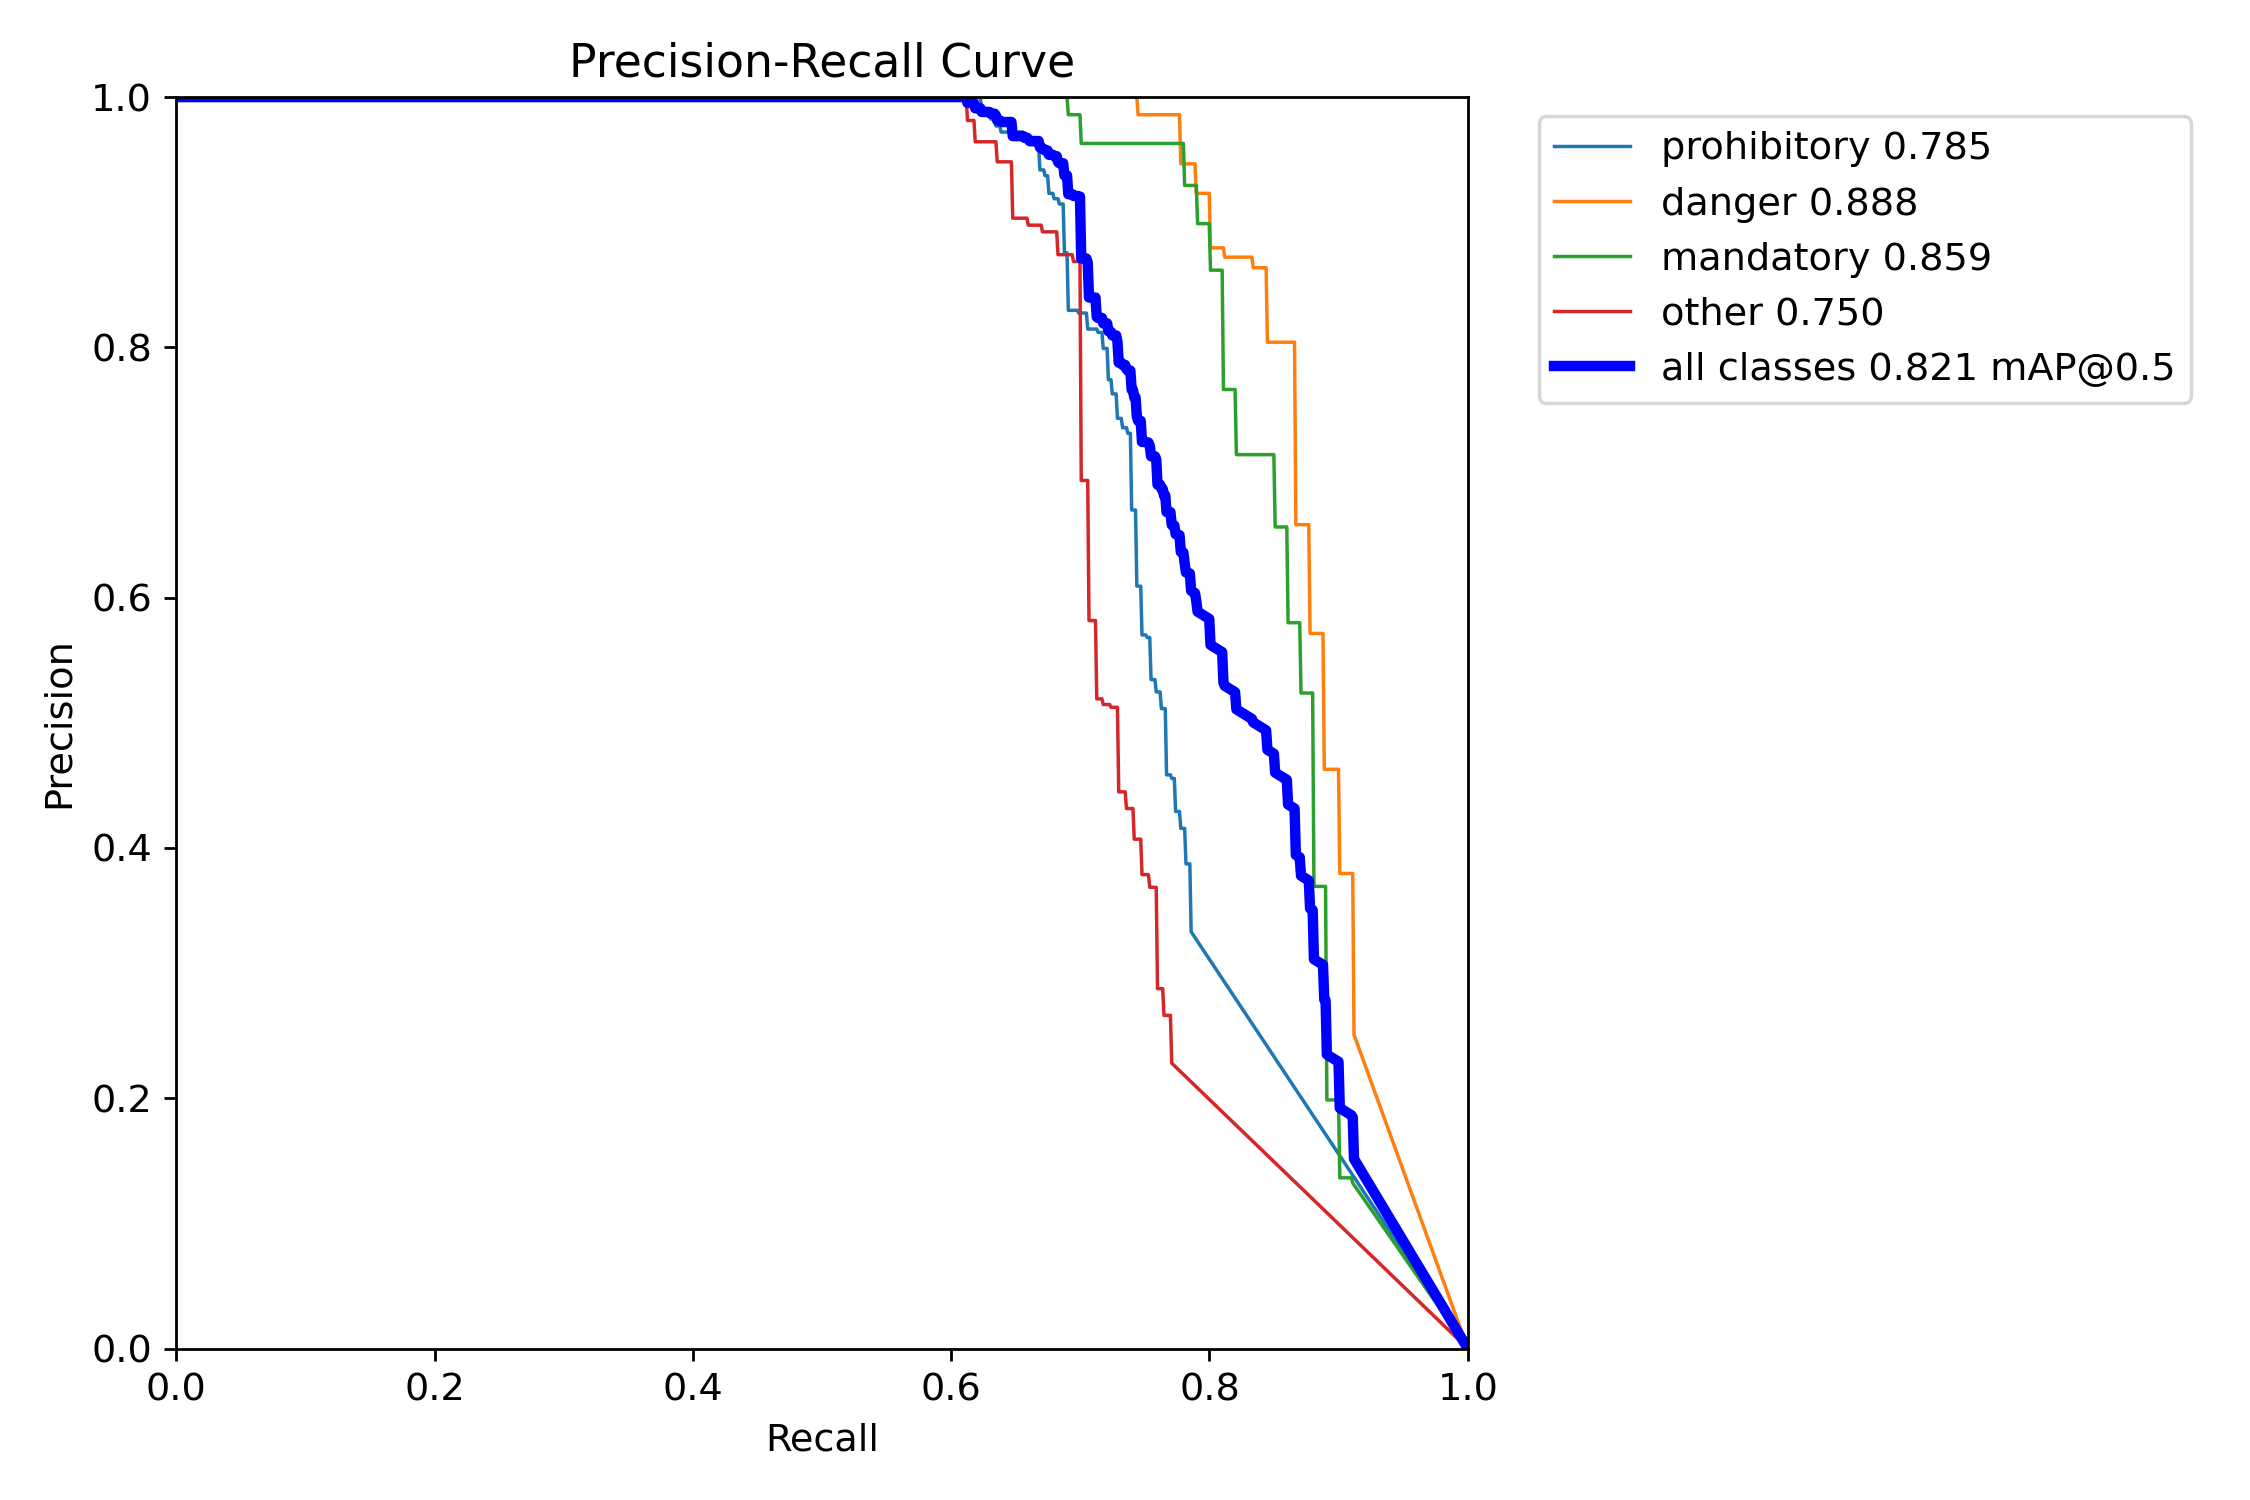 Precision-Recall Curve
1.0
0.8
0.6
0.4
0.2
0.0
Precision
0.0 0.2 0.4 0.6 0.8 1.0
Recall
prohibitory 0.785
danger 0.888
mandatory 0.859
other 0.750
all classes 0.821 mAP@0.5